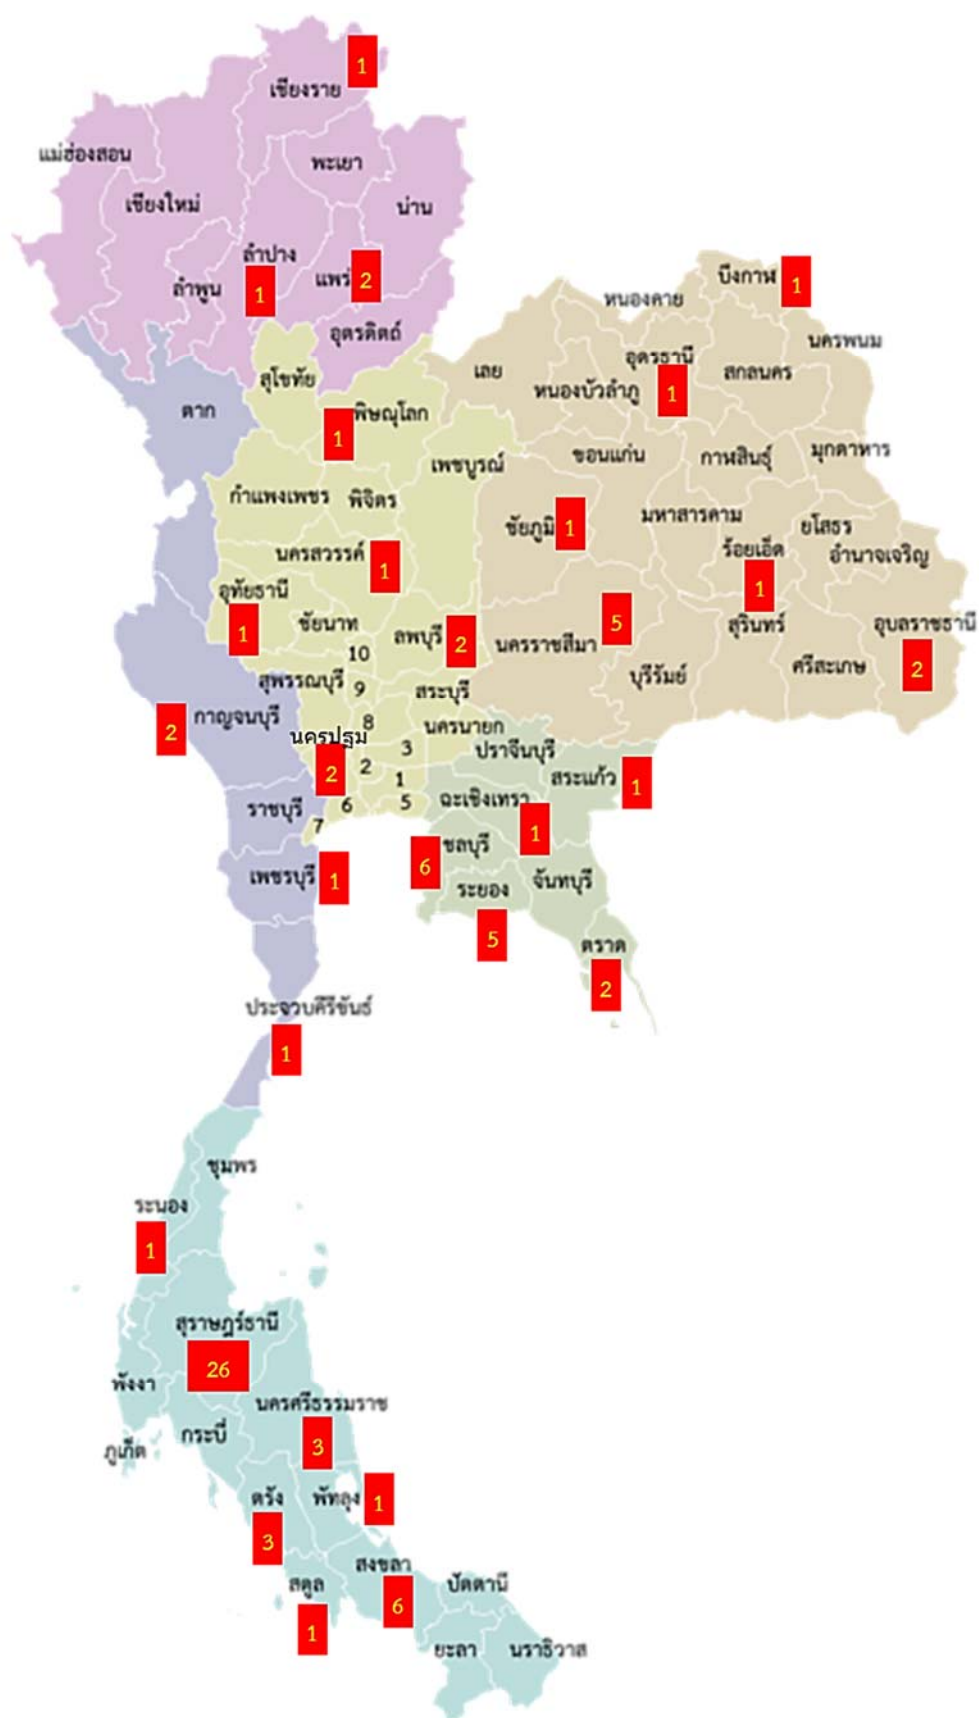 1
เชียงราย
แม่ฮ่องสอน
พะเยา
เชียงใหม่
น่าน
ลำปาง
1
แพร่
2
ลำพูน
อุตรดิตถ์
บึงกาฬ
1
หนองคาย
นครพนม
อุดรธานี
1
เลย
สกลนคร
หนองบัวลำภู
สุโขทัย
ตาก
พิษณุโลก
1
เพชบูรณ์
ขอนแก่น
กาฬสินธุ์
มุกดาหาร
กำแพงเพชร
พิจิตร
ชัยภูมิ
1
มหาสารคาม
ยโสธร
ร้อยเอ็ด
1
อำนาจเจริญ
นครสวรรค์
1
อุทัยธานี
1
ชัยนาท
ลพบุรี
2
นครราชสีมา
5
สุรินทร์
อุบลราชธานี
2
10
สุพรรณบุรี
9
สระบุรี
บุรีรัมย์
ศรีสะเกษ
กาญจนบุรี
2
8
นครนายก
นครปฐม
2
3
ปราจีนบุรี
2
1
สระแก้ว
1
ราชบุรี
6
5
ฉะเชิงเทรา
1
7
ชลบุรี
6
เพชรบุรี
1
ระยอง
5
จันทบุรี
ตราด
2
ประจวบคีรีขันธ์
1
ชุมพร
ระนอง
1
สุราษฎร์ธานี
26
พังงา
นครศรีธรรมราช
3
กระบี่
ภูเก็ต
ตรัง
3
พัทลุง
1
สงขลา
6
สตูล
1
ปัตตานี
ยะลา
นราธิวาส